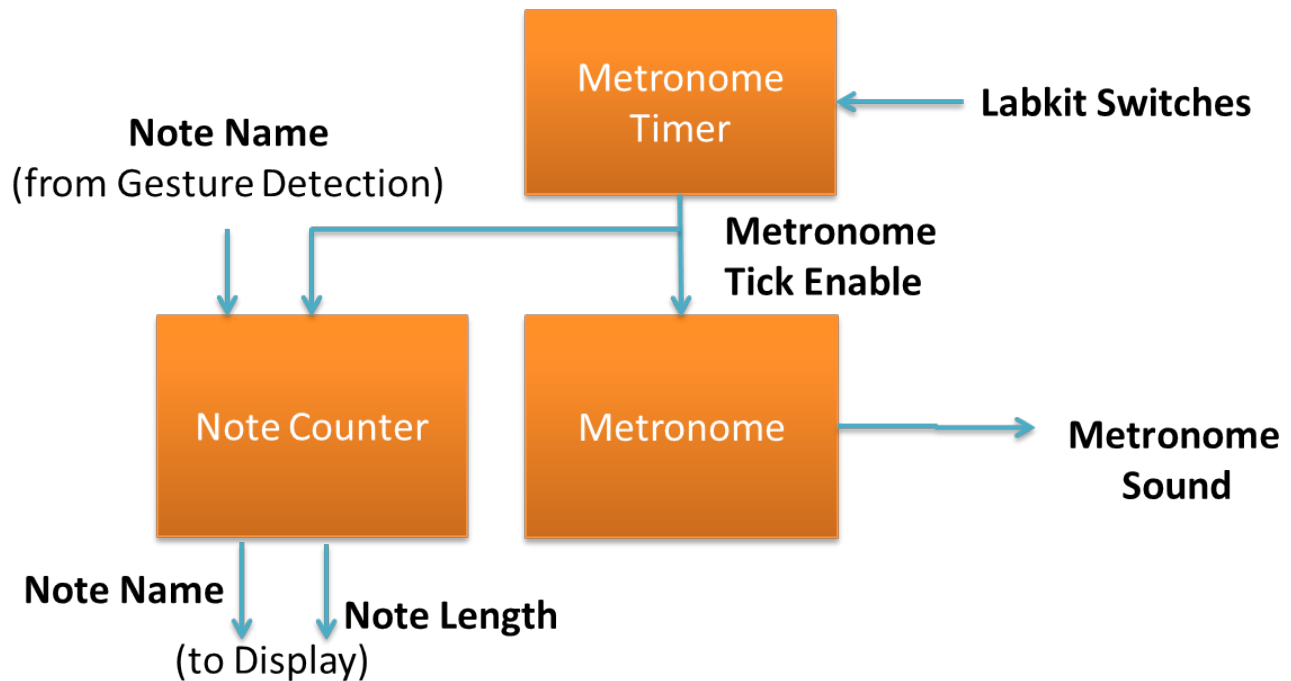 Metronome
Timer
Labkit Switches
Note Name
(from Gesture Detection)
Metronome
Tick Enable
Note Counter
Metronome
Metronome
Sound
Note Name
Note Length
(to Display)